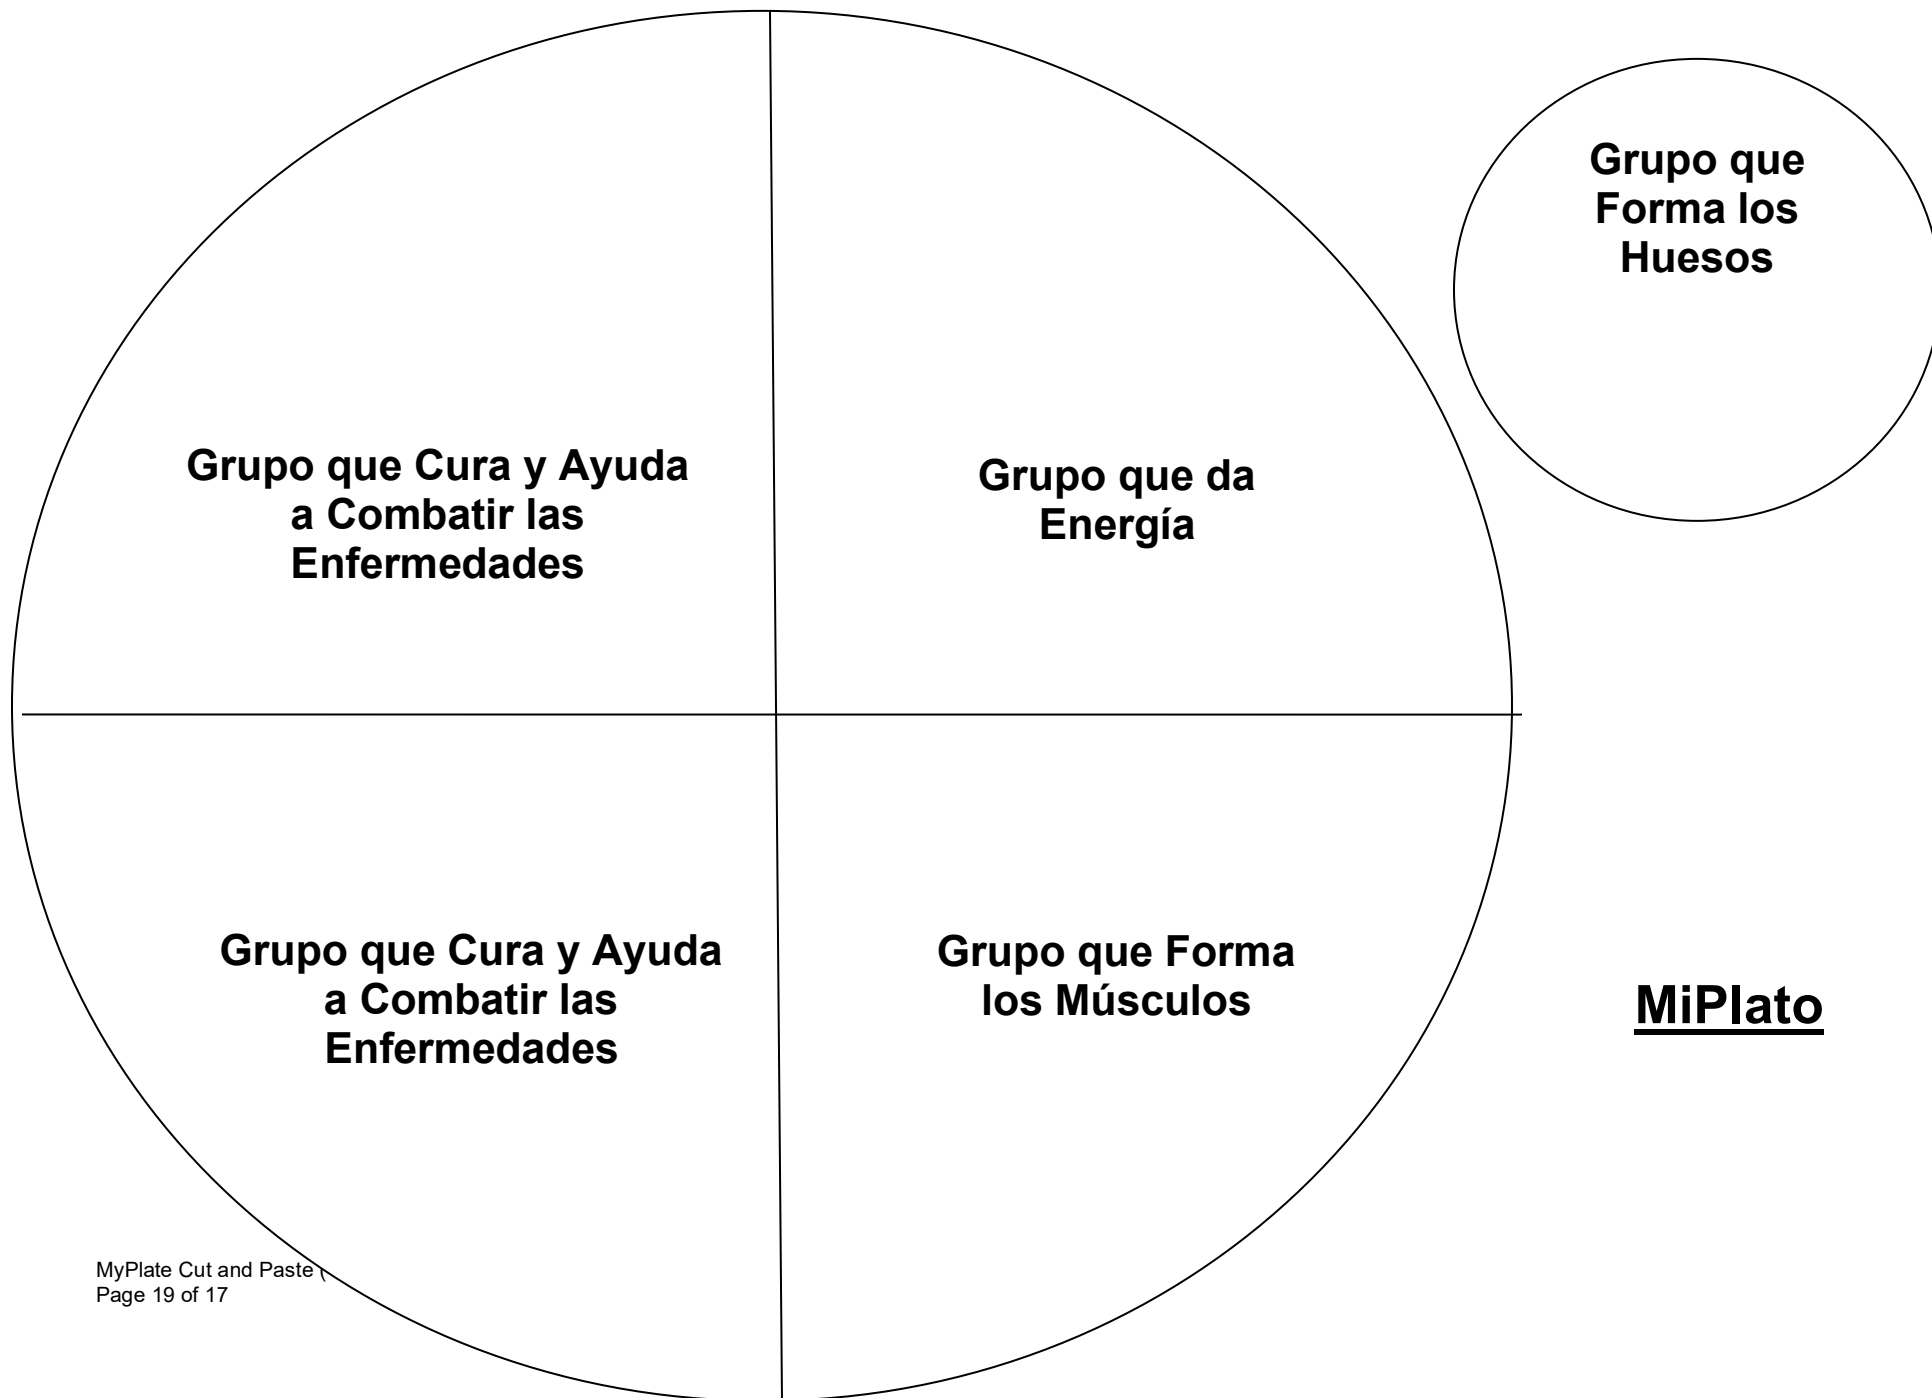 Grupo que
Forma los
Huesos
Grupo que Cura y Ayuda
a Combatir las
Enfermedades
Grupo que da
Energía
Grupo que Cura y Ayuda
a Combatir las
Enfermedades
Grupo que Forma
los Músculos
MiPlato
MyPlate Cut and Paste (
Page 19 of 17